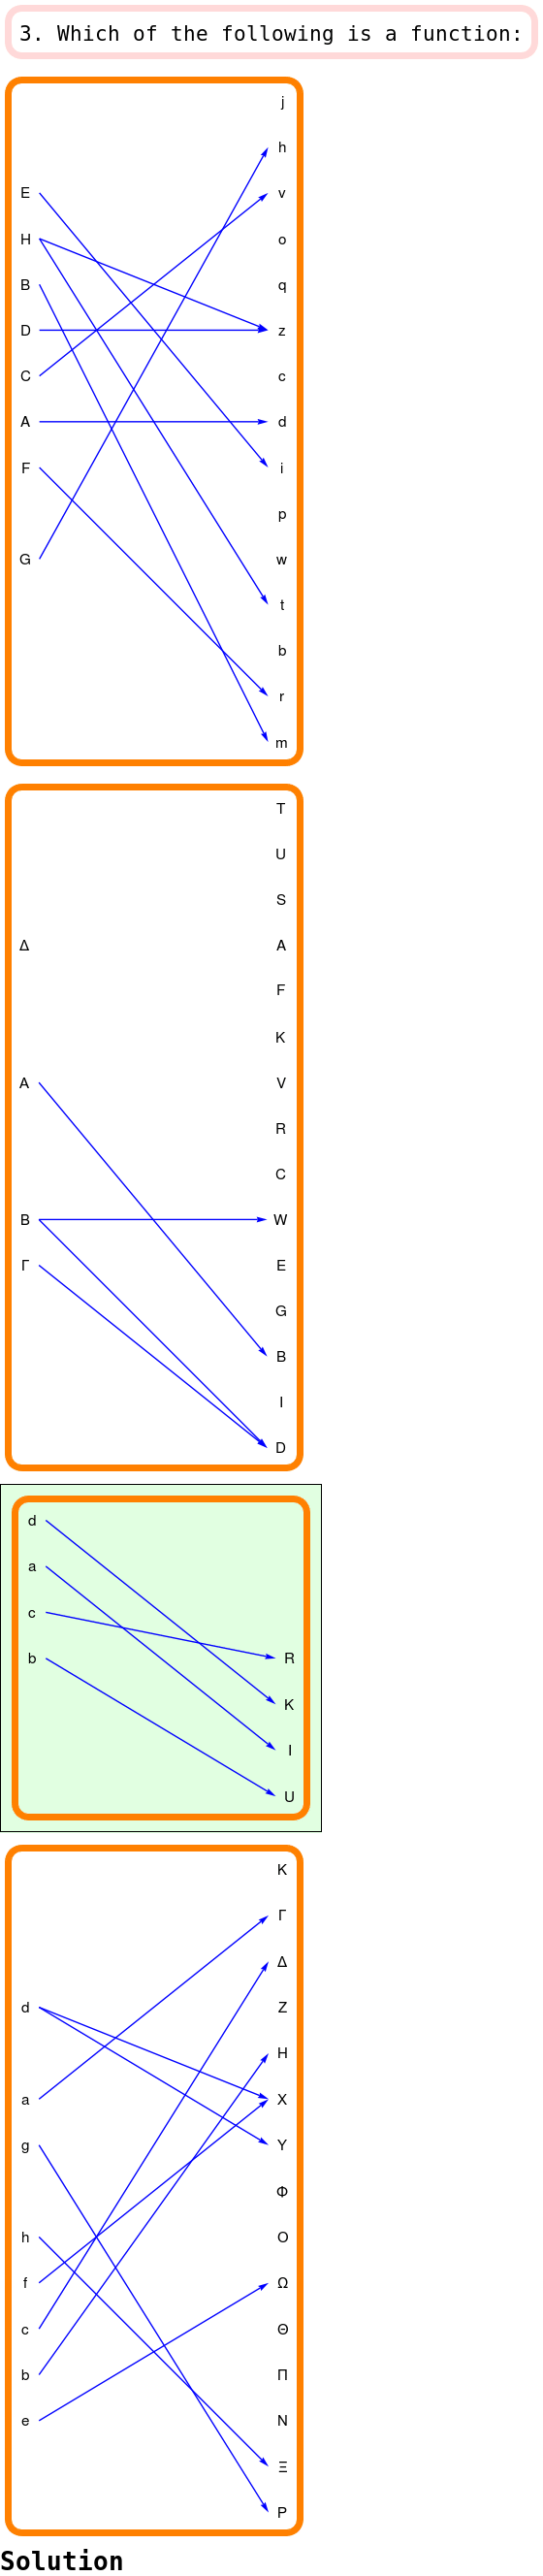 3. Which of the following is a function:
j
h
E v
H o
B q
D z
C c
A d
F i
p
G w
t
b
r
m
T
U
S
Δ A
F
K
A V
R
C
B W
Γ E
G
B
I
D
d
a
c
b R
K
I
U
Κ
Γ
Δ
d Ζ
Η
a Χ
g Υ
Φ
h Ο
f Ω
c Θ
b Π
e Ν
Ξ
Ρ
Solution